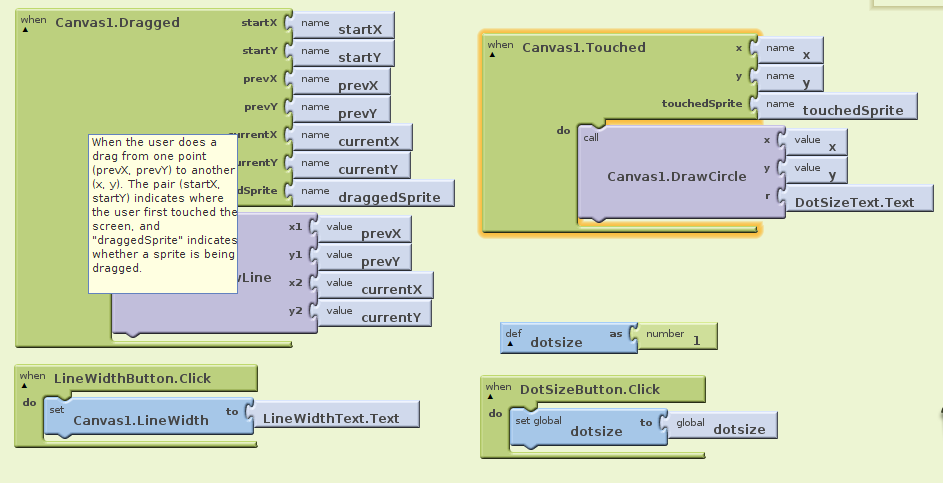 when Canvas1.Dragged startX name startX
startY name startY
prevX name prevX
prevY name prevY
name currentX
name currentY
name draggedSprite
x1 value prevX
y1 value prevY
x2 value currentX
y2 value currentY
When the user does a
drag from one point
(prevX, prevY) to another
(x, y). The pair (startX,
startY) indicates where
the user first touched the
screen, and
"draggedSprite" indicates
whether a sprite is being
dragged.
when Canvas1.Touched x name x
y name y
touchedSprite name touchedSprite
do call x value x
Canvas1.DrawCircle y value y
r DotSizeText.Text
def dotsize as number 1
when LineWidthButton.Click
do set Canvas1.LineWidth to LineWidthText.Text
when DotSizeButton.Click
do set global dotsize to global dotsize